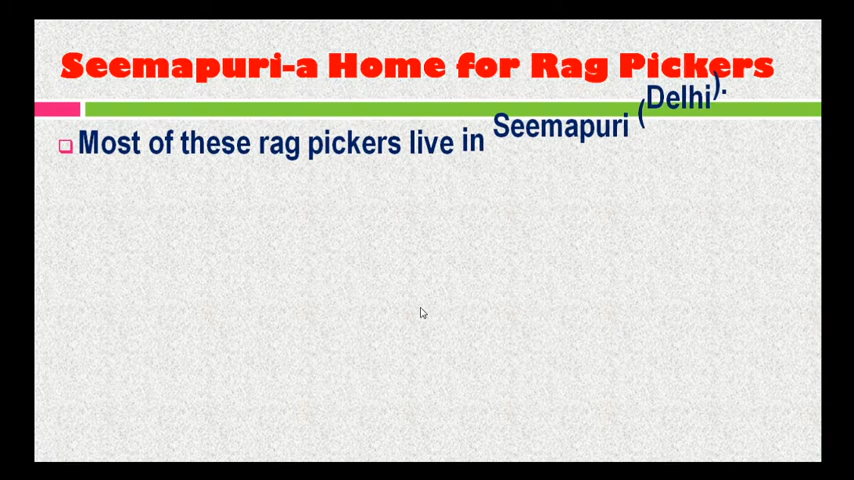 Seemapuri-a Home for Rag Pickers
Most of these rag pickers live in Seemapuri (Delhi).